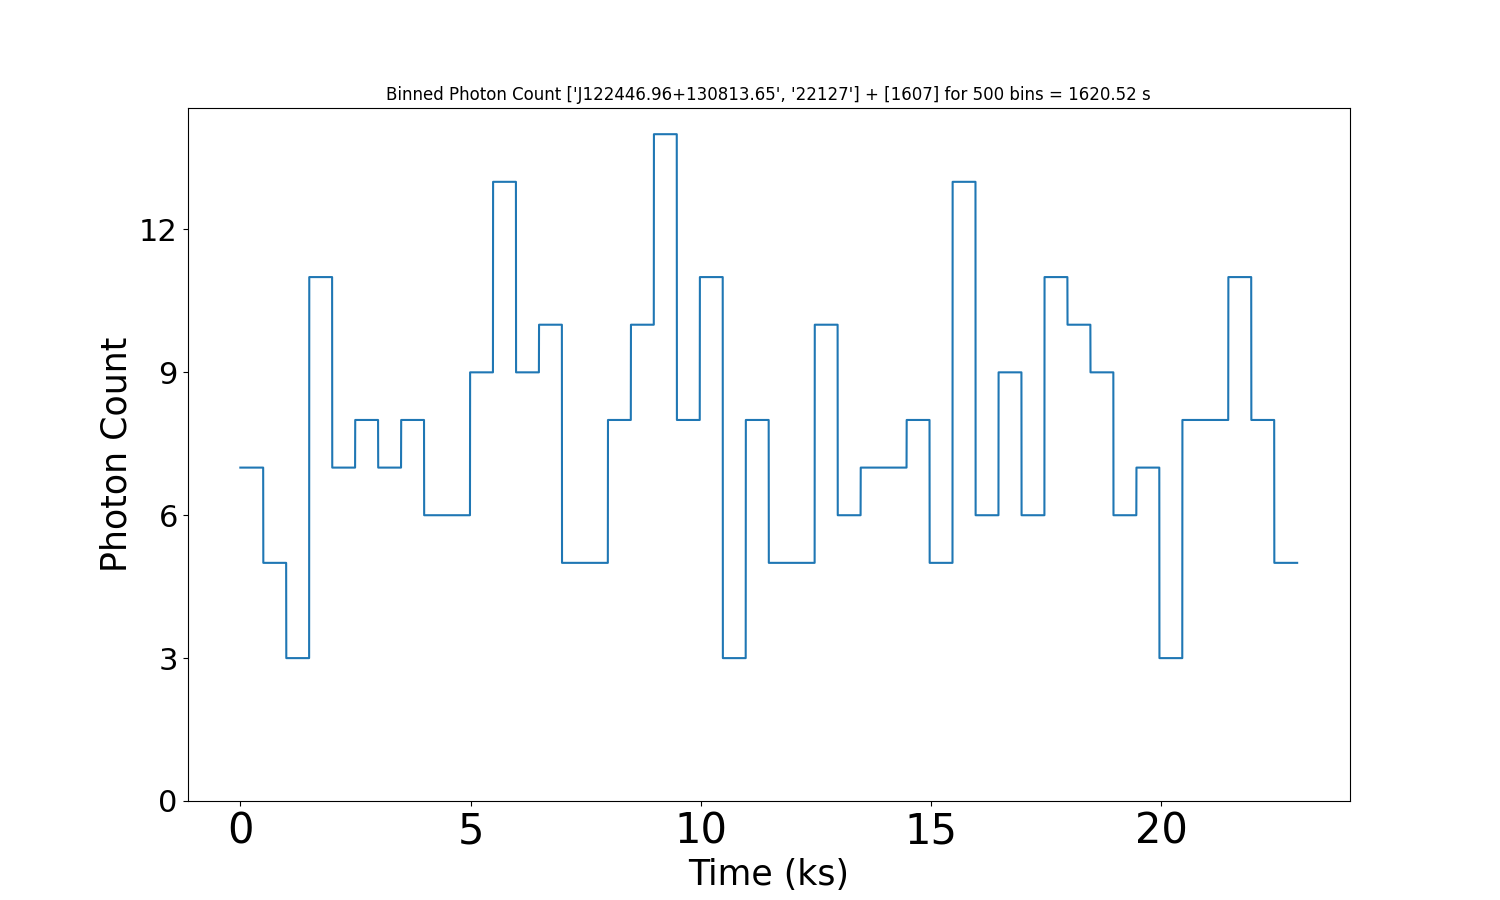 Binned Photon Count ['J122446.96+130813.65', '22127'] + [1607] for 500 bins = 1620.52 s
12
9
6
3
0
Photon Count
0 5 10 15 20
Time (ks)